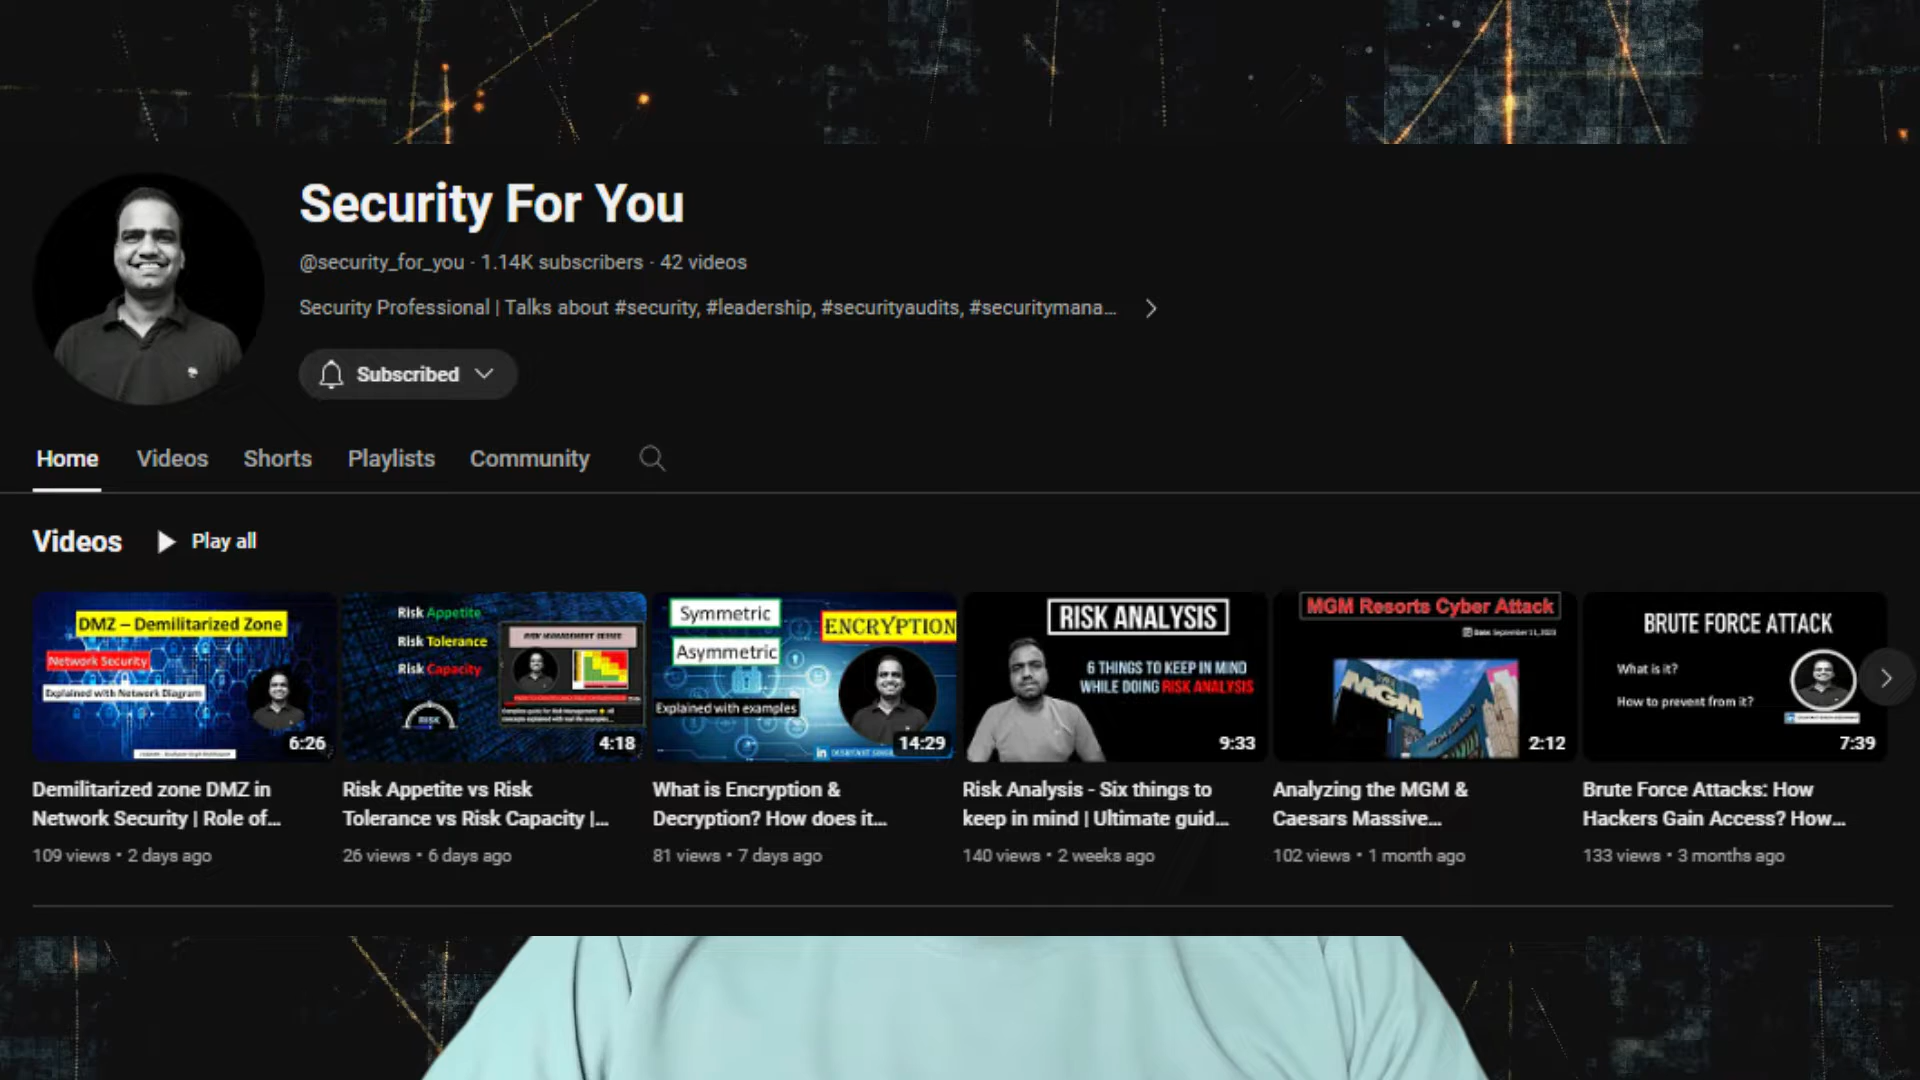 Security For You
@security_for_you · 1.14K subscribers · 42 videos
Security Professional | Talks about #security, #leadership, #securityaudits, #securitymana...
Subscribed
Home Videos Shorts Playlists Community
Videos Play all
DMZ – Demilitarized Zone
Network Security
Explained with Network Diagram
6:26
Demilitarized zone DMZ in
Network Security | Role of...
109 views • 2 days ago
Risk Appetite
Risk Tolerance
Risk Capacity
RISK
4:18
Risk Appetite vs Risk
Tolerance vs Risk Capacity |...
26 views • 6 days ago
Symmetric
Asymmetric
ENCRYPTION
Explained with examples
in
14:29
What is Encryption &
Decryption? How does it...
81 views • 7 days ago
RISK ANALYSIS
6 THINGS TO KEEP IN MIND
WHILE DOING RISK ANALYSIS
9:33
Risk Analysis - Six things to
keep in mind | Ultimate guid...
140 views • 2 weeks ago
MGM Resorts Cyber Attack
Date: September 11, 2023
MGM
2:12
Analyzing the MGM &
Caesars Massive...
102 views • 1 month ago
BRUTE FORCE ATTACK
What is it?
How to prevent from it?
7:39
Brute Force Attacks: How
Hackers Gain Access? How...
133 views • 3 months ago